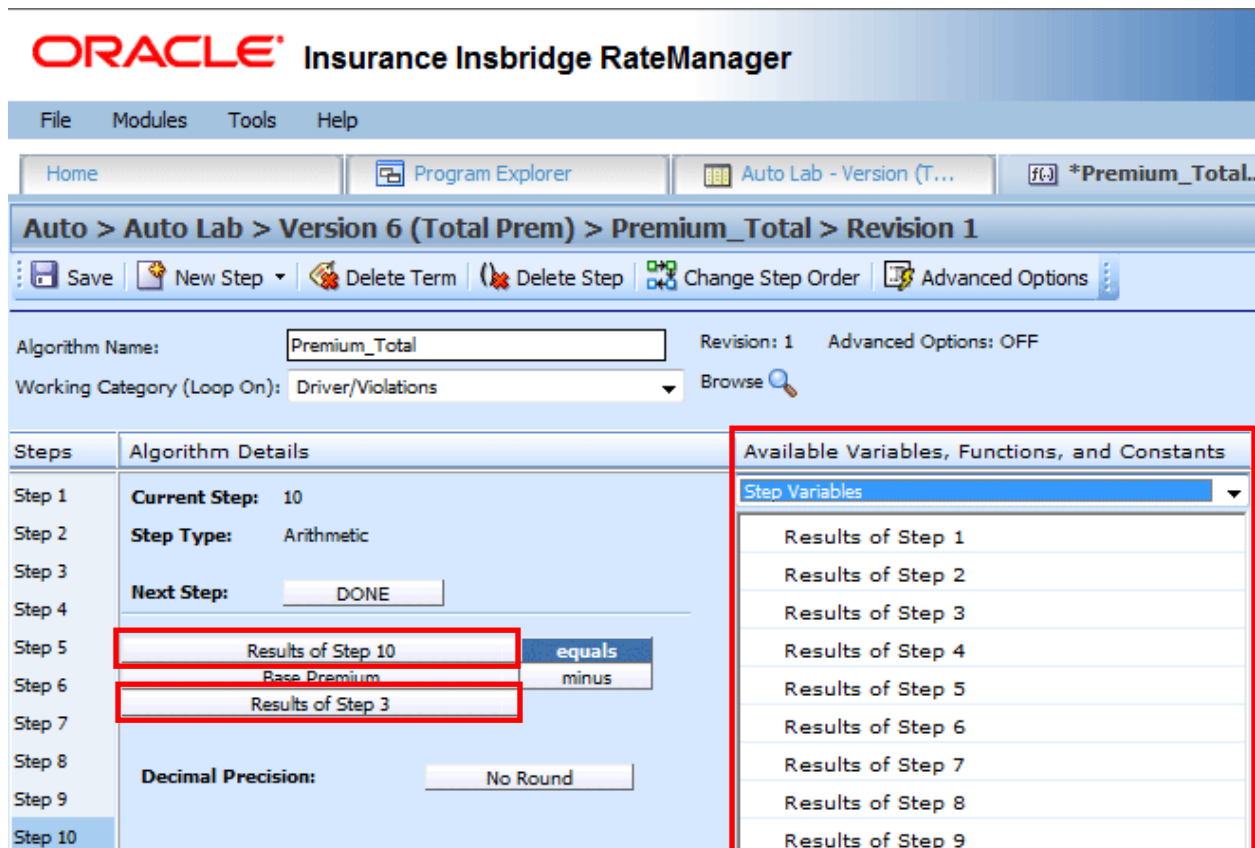 ORACLE Insurance Insbridge RateManager
File Modules Tools Help
Home Program Explorer Auto Lab - Version (T... *Premium_Total..
Auto > Auto Lab > Version 6 (Total Prem) > Premium_Total > Revision 1
Save New Step Delete Term Delete Step Change Step Order Advanced Options
Algorithm Name: Premium_Total Revision: 1 Advanced Options: OFF
Working Category (Loop On): Driver/Violations Browse
Steps
Step 1
Step 2
Step 3
Step 4
Step 5
Step 6
Step 7
Step 8
Step 9
Step 10
Algorithm Details
Current Step: 10
Step Type: Arithmetic
Next Step: DONE
Results of Step 10 equals
Base Premium minus
Results of Step 3
Decimal Precision: No Round
Available Variables, Functions, and Constants
Step Variables
Results of Step 1
Results of Step 2
Results of Step 3
Results of Step 4
Results of Step 5
Results of Step 6
Results of Step 7
Results of Step 8
Results of Step 9